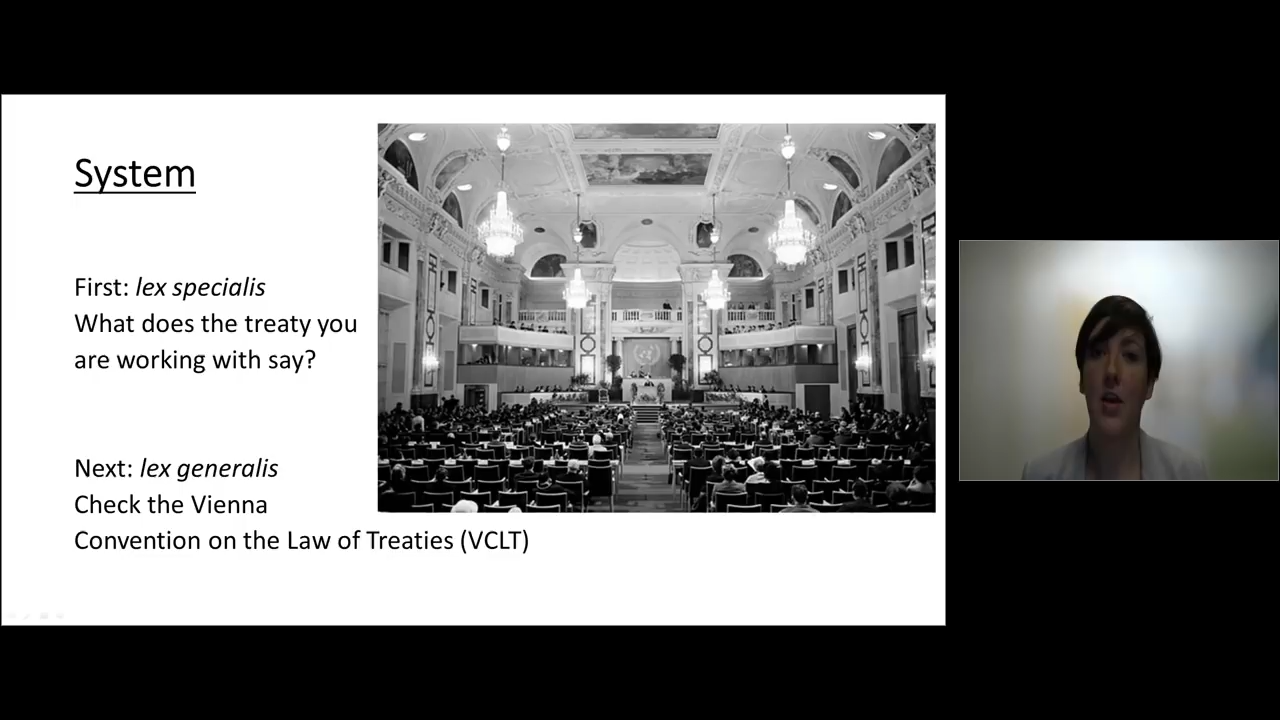 System
First: lex specialis
What does the treaty you
are working with say?
Next: lex generalis
Check the Vienna
Convention on the Law of Treaties (VCLT)